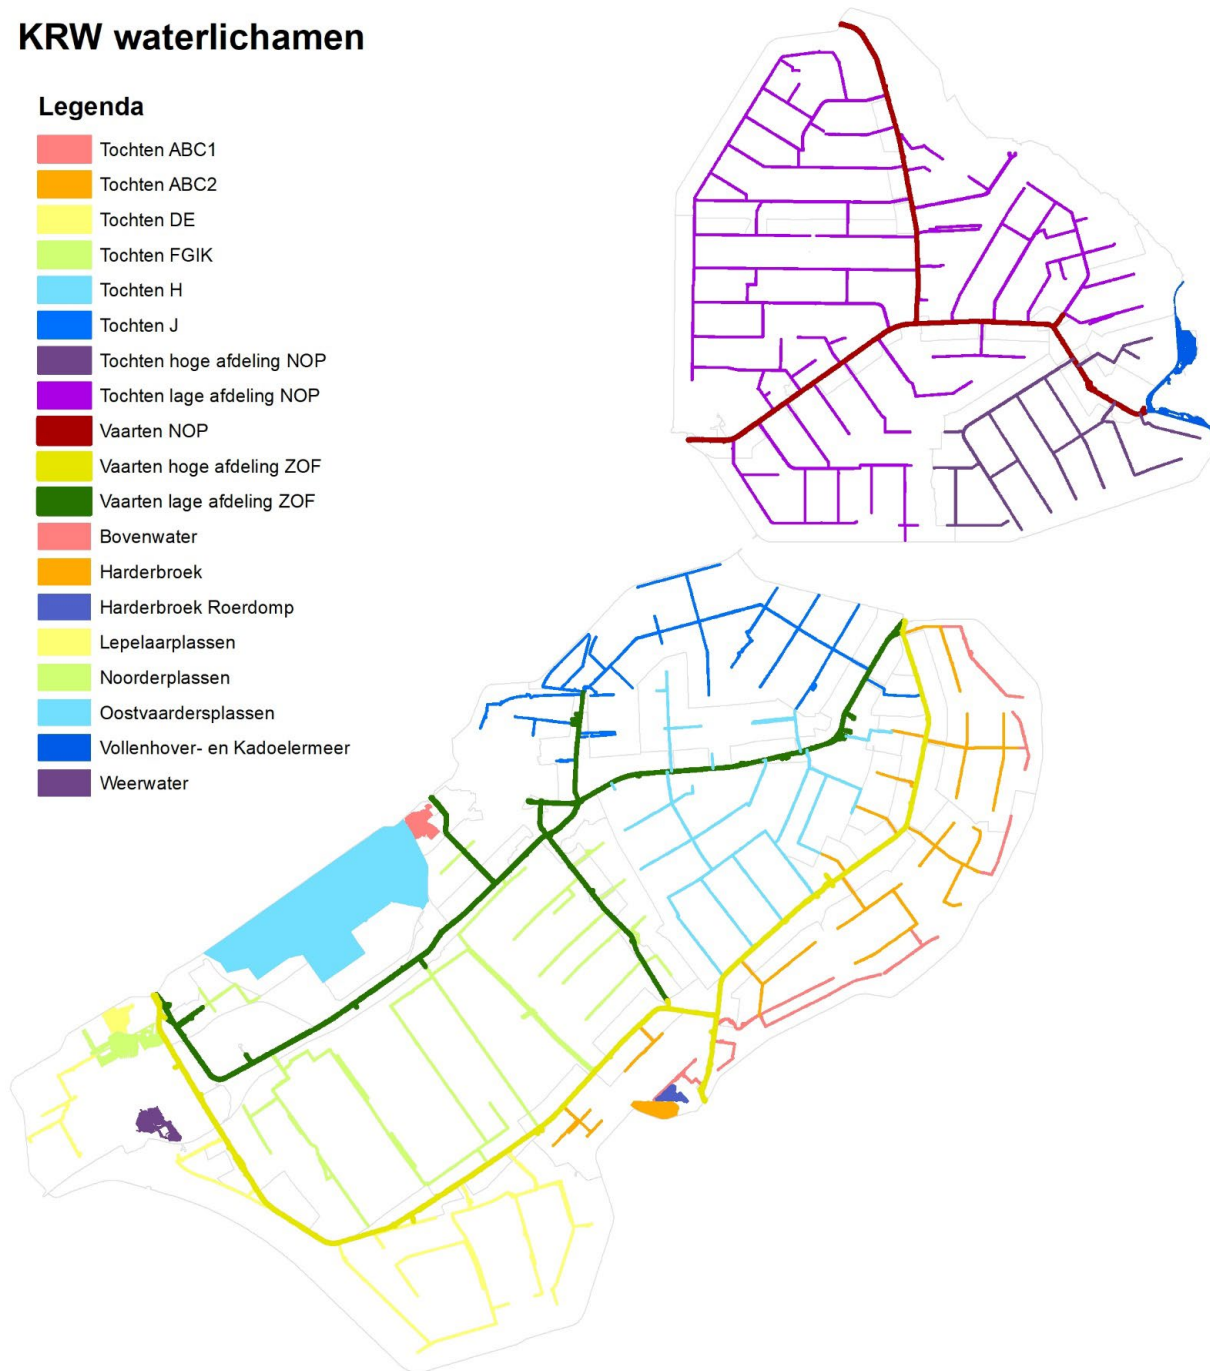 KRW waterlichamen
Legenda
Tochten ABC1
Tochten ABC2
Tochten DE
Tochten FGIK
Tochten H
Tochten J
Tochten hoge afdeling NOP
Tochten lage afdeling NOP
Vaarten NOP
Vaarten hoge afdeling ZOF
Vaarten lage afdeling ZOF
Bovenwater
Harderbroek
Harderbroek Roerdomp
Lepelaarplassen
Noorderplassen
Oostvaardersplassen
Vollenhover- en Kadoelermeer
Weerwater